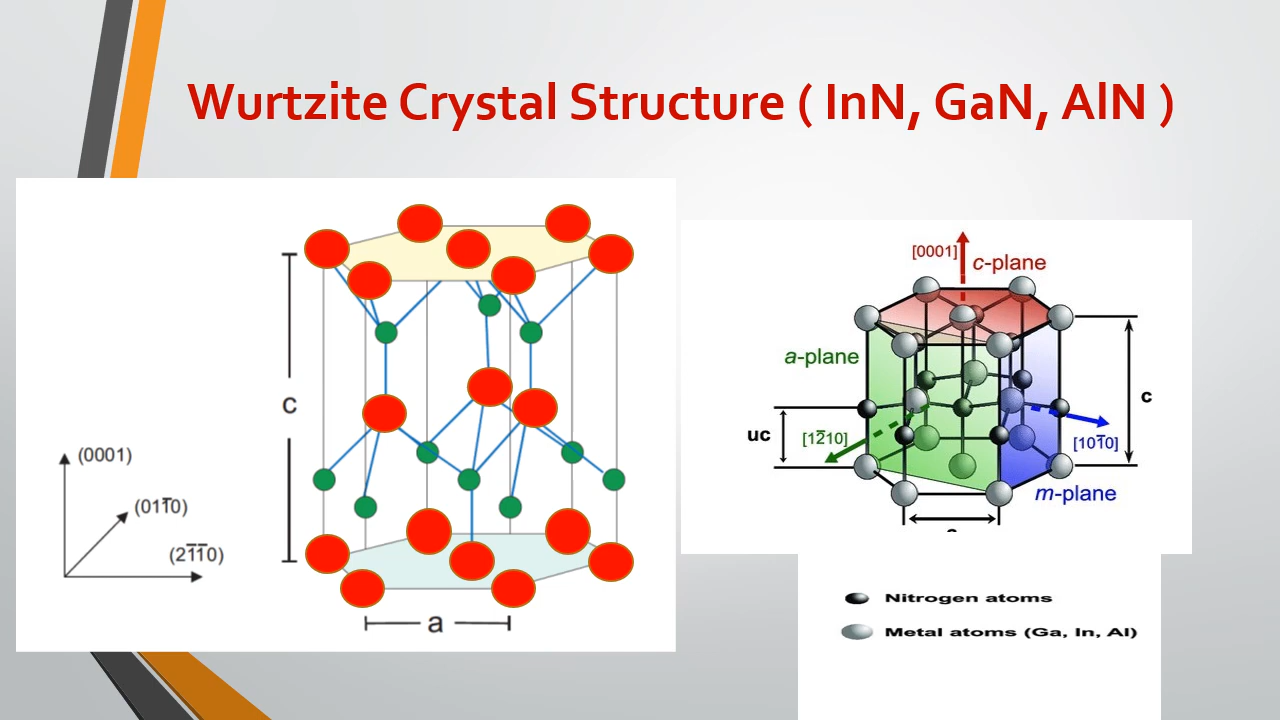 Wurtzite Crystal Structure ( InN, GaN, AlN )
c
(0001)
(011̅0)
(21̅1̅0)
a
[0001]
c-plane
a-plane
c
uc
[12̅10]
[101̅0]
m-plane
Nitrogen atoms
Metal atoms (Ga, In, Al)